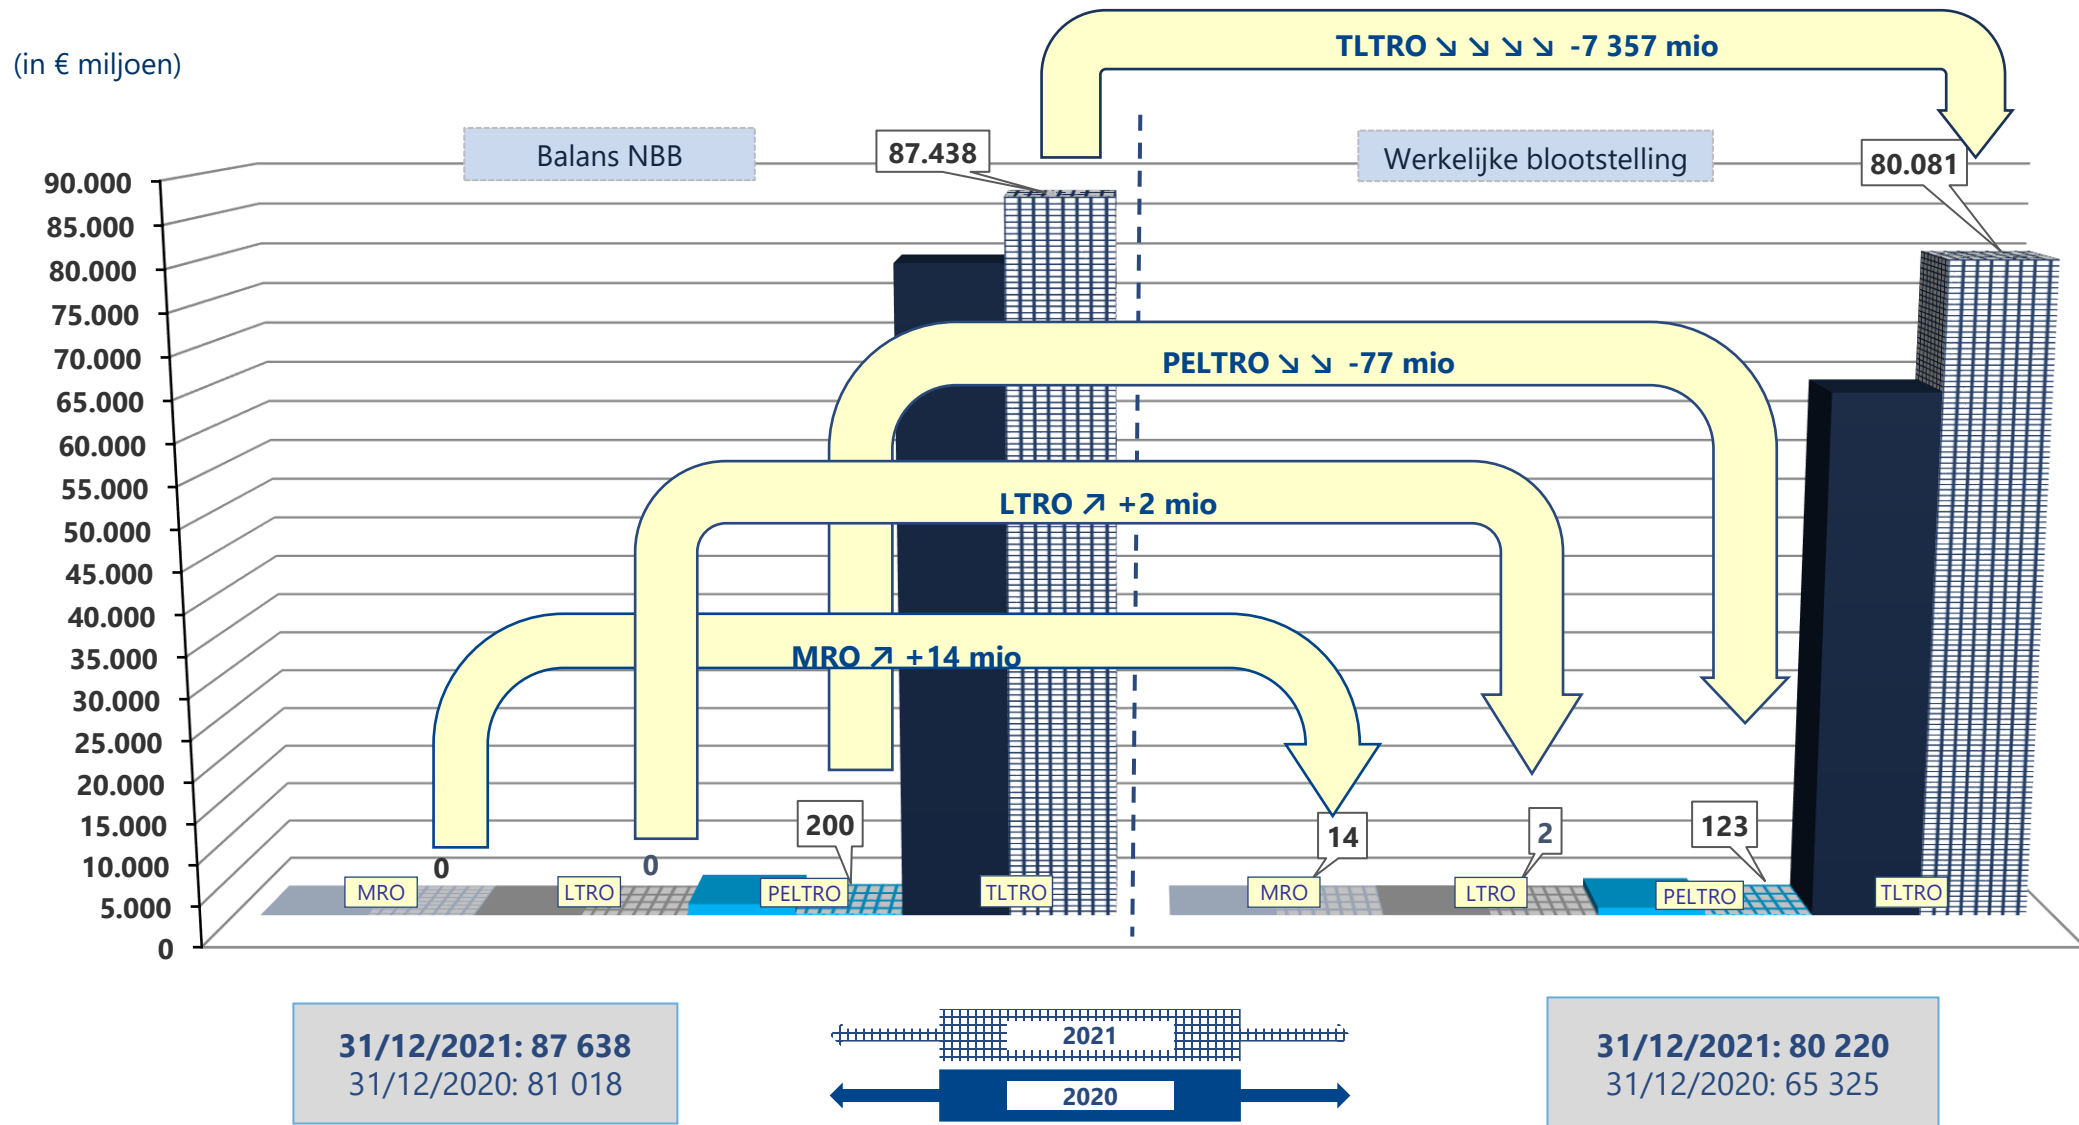 (in € miljoen)
TLTRO ↘ ↘ ↘ ↘ -7 357 mio
Balans NBB
87.438
Werkelijke blootstelling
80.081
90.000
85.000
80.000
75.000
70.000
65.000
60.000
55.000
50.000
45.000
40.000
35.000
30.000
25.000
20.000
15.000
10.000
5.000
0
PELTRO ↘ ↘ -77 mio
LTRO ↗ +2 mio
MRO ↗ +14 mio
0
0
200
14
2
123
MRO
LTRO
PELTRO
TLTRO
MRO
LTRO
PELTRO
TLTRO
31/12/2021: 87 638
31/12/2020: 81 018
2021
2020
31/12/2021: 80 220
31/12/2020: 65 325